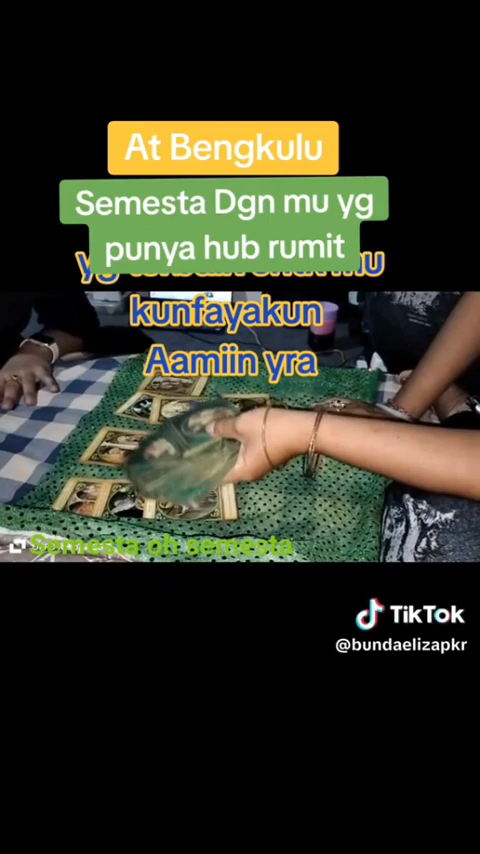 At Bengkulu
Semesta Dgn mu yg
punya hub rumit
kunfayakun
Aamiin yra
Semesta oh semesta
TikTok
@bundaelizapkr